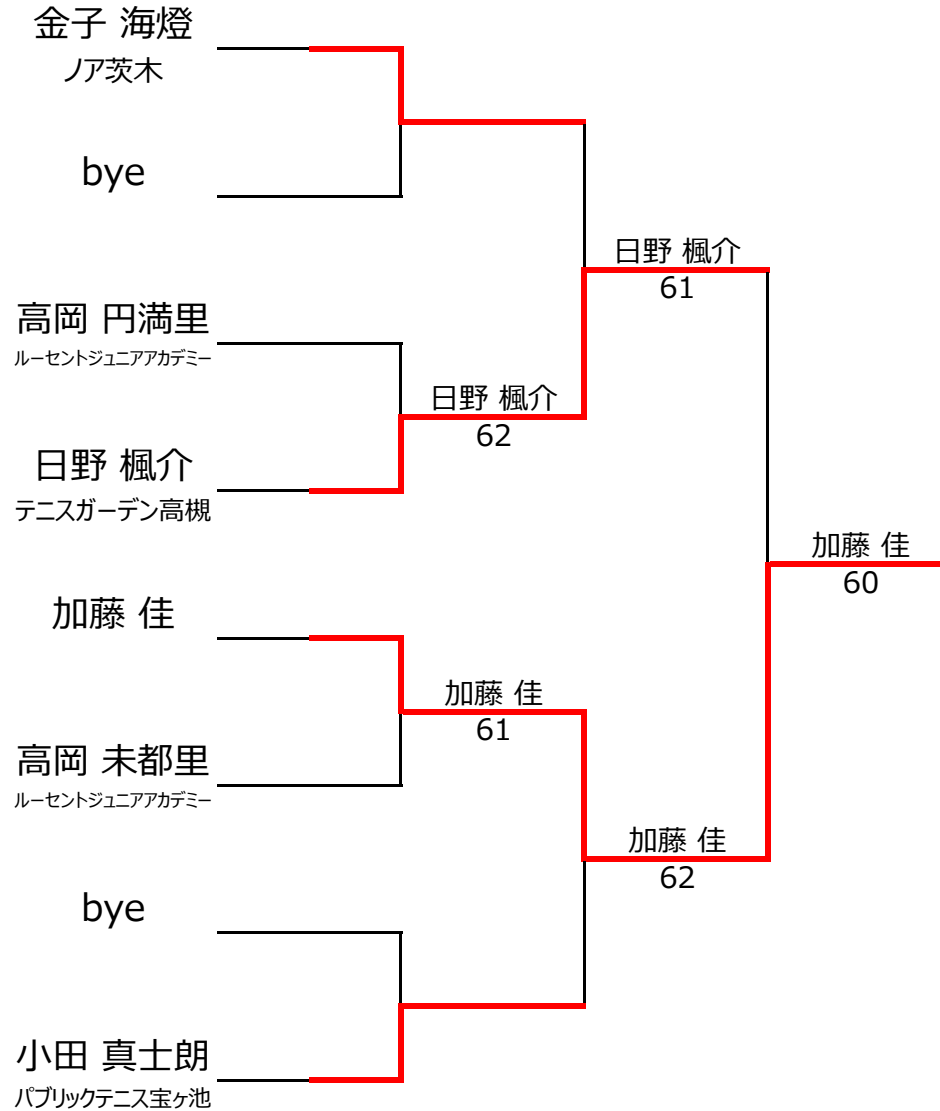 金子 海燈
ノア茨木
bye
高岡 円満里
ルーセントジュニアアカデミー
日野 楓介
テニスガーデン高槻
加藤 佳
高岡 未都里
ルーセントジュニアアカデミー
bye
小田 真士朗
パブリックテニス宝ヶ池
日野 楓介
62
加藤 佳
61
日野 楓介
61
加藤 佳
62
加藤 佳
60